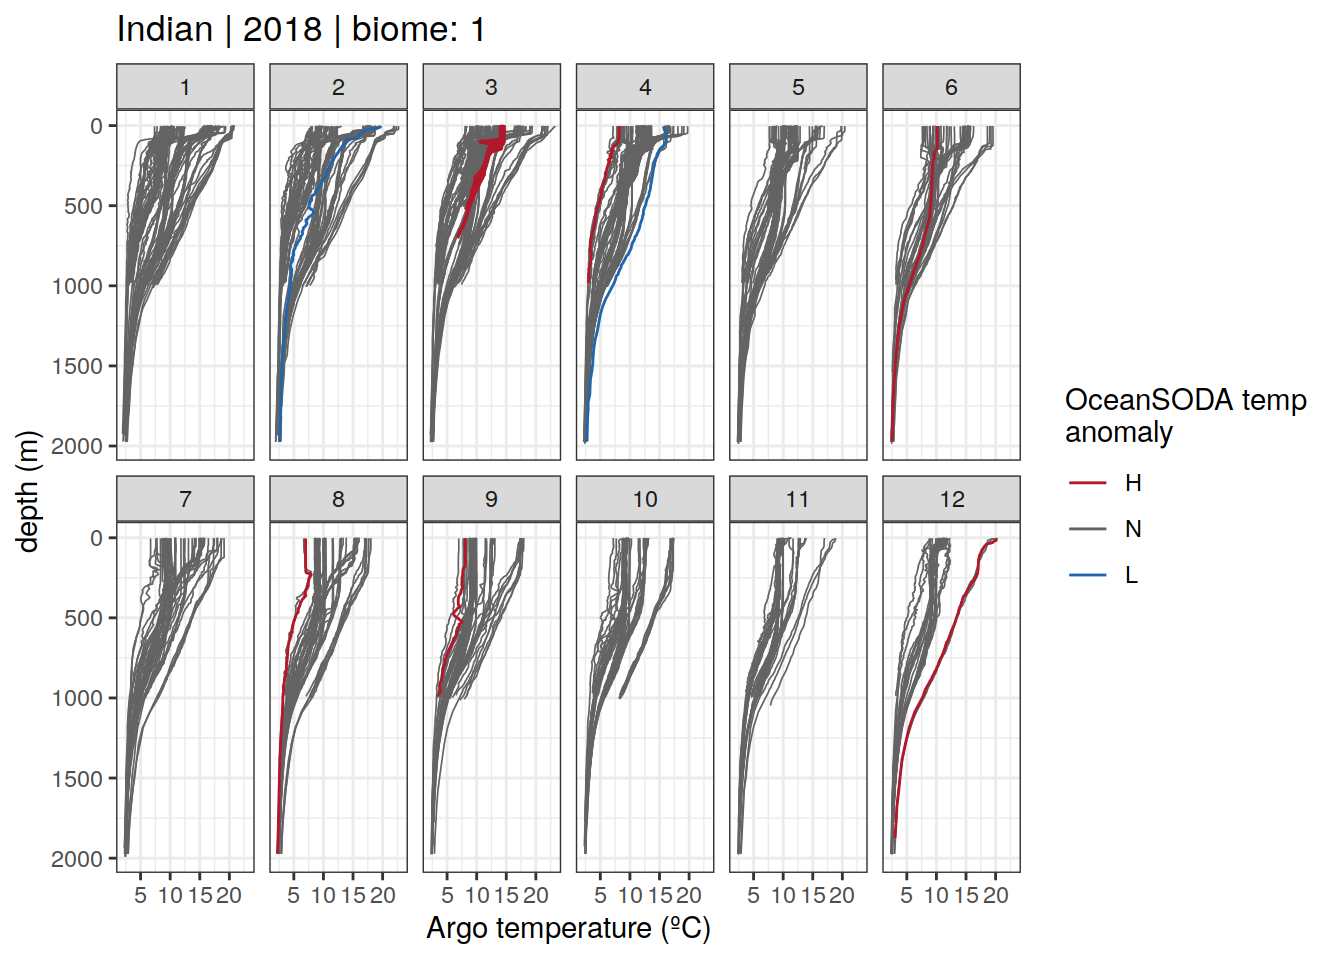 Indian | 2018 | biome: 1
1 2 3 4 5 6
0
500
1000
1500
2000
7 8 9 10 11 12
0
500
1000
1500
2000
5 10 15 20 5 10 15 20 5 10 15 20 5 10 15 20 5 10 15 20 5 10 15 20
Argo temperature (ºC)
depth (m)
OceanSODA temp
anomaly
H
N
L